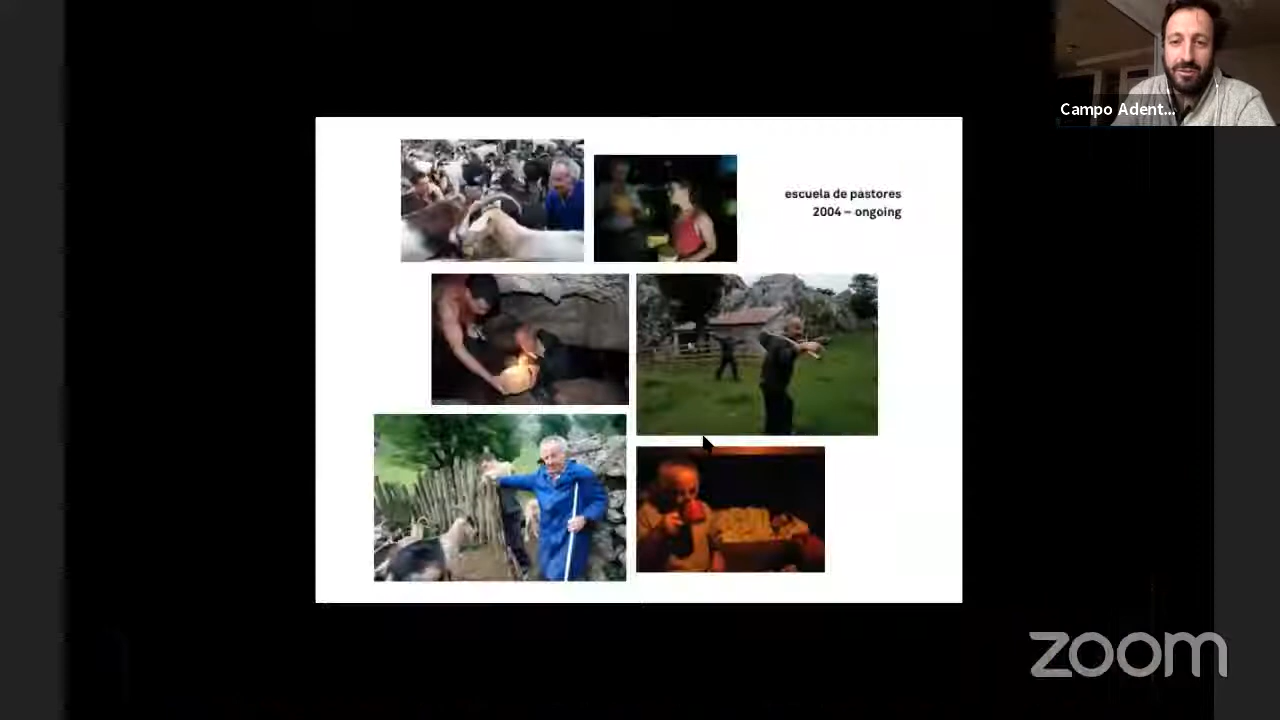 Campo Adent...
escuela de pastores
2004 – ongoing
zoom